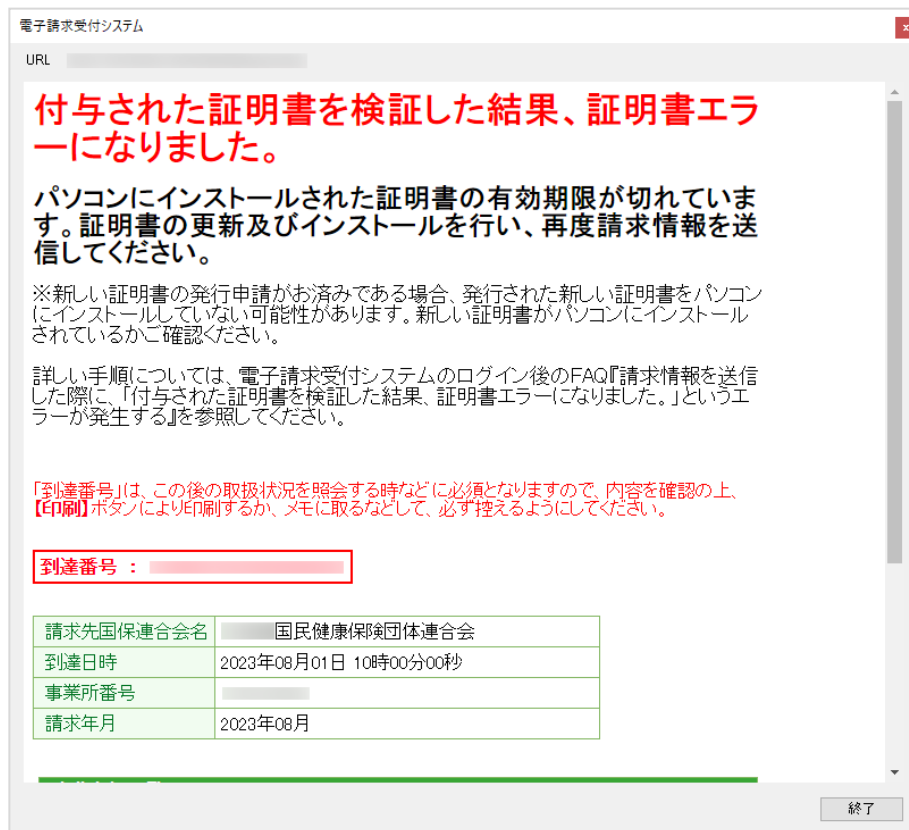 電子請求受付システム
x
URL
付与された証明書を検証した結果、証明書エラ
ーになりました。
パソコンにインストールされた証明書の有効期限が切れていま
す。証明書の更新及びインストールを行い、再度請求情報を送
信してください。
※新しい証明書の発行申請がお済みである場合、発行された新しい証明書をパソコン
にインストールしていない可能性があります。新しい証明書がパソコンにインストール
されているかご確認ください。
詳しい手順については、電子請求受付システムのログイン後のFAQ『請求情報を送信
した際に、「付与された証明書を検証した結果、証明書エラーになりました。」というエ
ラーが発生する』を参照してください。
「到達番号」は、この後の取扱状況を照会する時などに必須となりますので、内容を確認の上、
【印刷】ボタンにより印刷するか、メモに取るなどして、必ず控えるようにしてください。
到達番号 ：
請求先国保連合会名 国民健康保険団体連合会
到達日時 2023年08月01日 10時00分00秒
事業所番号
請求年月 2023年08月
終了